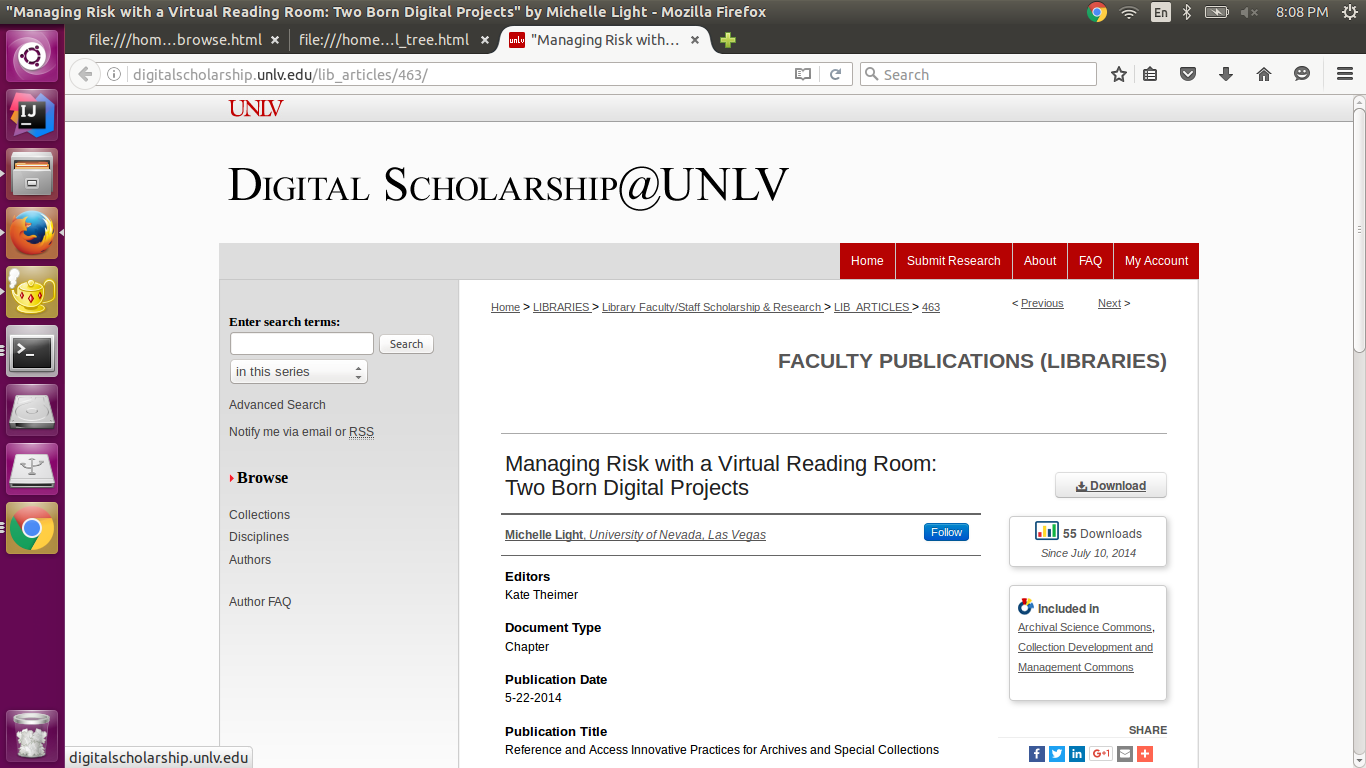 "Managing Risk with a Virtual Reading Room: Two Born Digital Projects" by Michelle Light - Mozilla Firefox
En
8:08 PM
file:///hom…browse.html
file:///home…l_tree.html
unlv
"Managing Risk with…
digitalscholarship.unlv.edu/lib_articles/463/
Search
UNLV
DIGITAL SCHOLARSHIP@UNLV
Home
Submit Research
About
FAQ
My Account
Enter search terms:
Search
in this series
Advanced Search
Notify me via email or RSS
Browse
Collections
Disciplines
Authors
Author FAQ
Home > LIBRARIES > Library Faculty/Staff Scholarship & Research > LIB_ARTICLES > 463
< Previous
Next >
FACULTY PUBLICATIONS (LIBRARIES)
Managing Risk with a Virtual Reading Room:
Two Born Digital Projects
Michelle Light, University of Nevada, Las Vegas
Follow
Editors
Kate Theimer
Document Type
Chapter
Publication Date
5-22-2014
Publication Title
Reference and Access Innovative Practices for Archives and Special Collections
Download
55 Downloads
Since July 10, 2014
Included in
Archival Science Commons,
Collection Development and
Management Commons
SHARE
G+1
IJ
digitalscholarship.unlv.edu